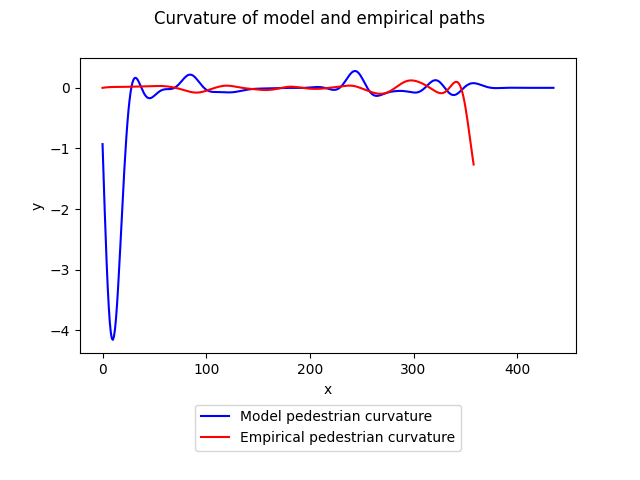 Curvature of model and empirical paths
0
−1
−2
−3
−4
y
0 100 200 300 400
x
Model pedestrian curvature
Empirical pedestrian curvature